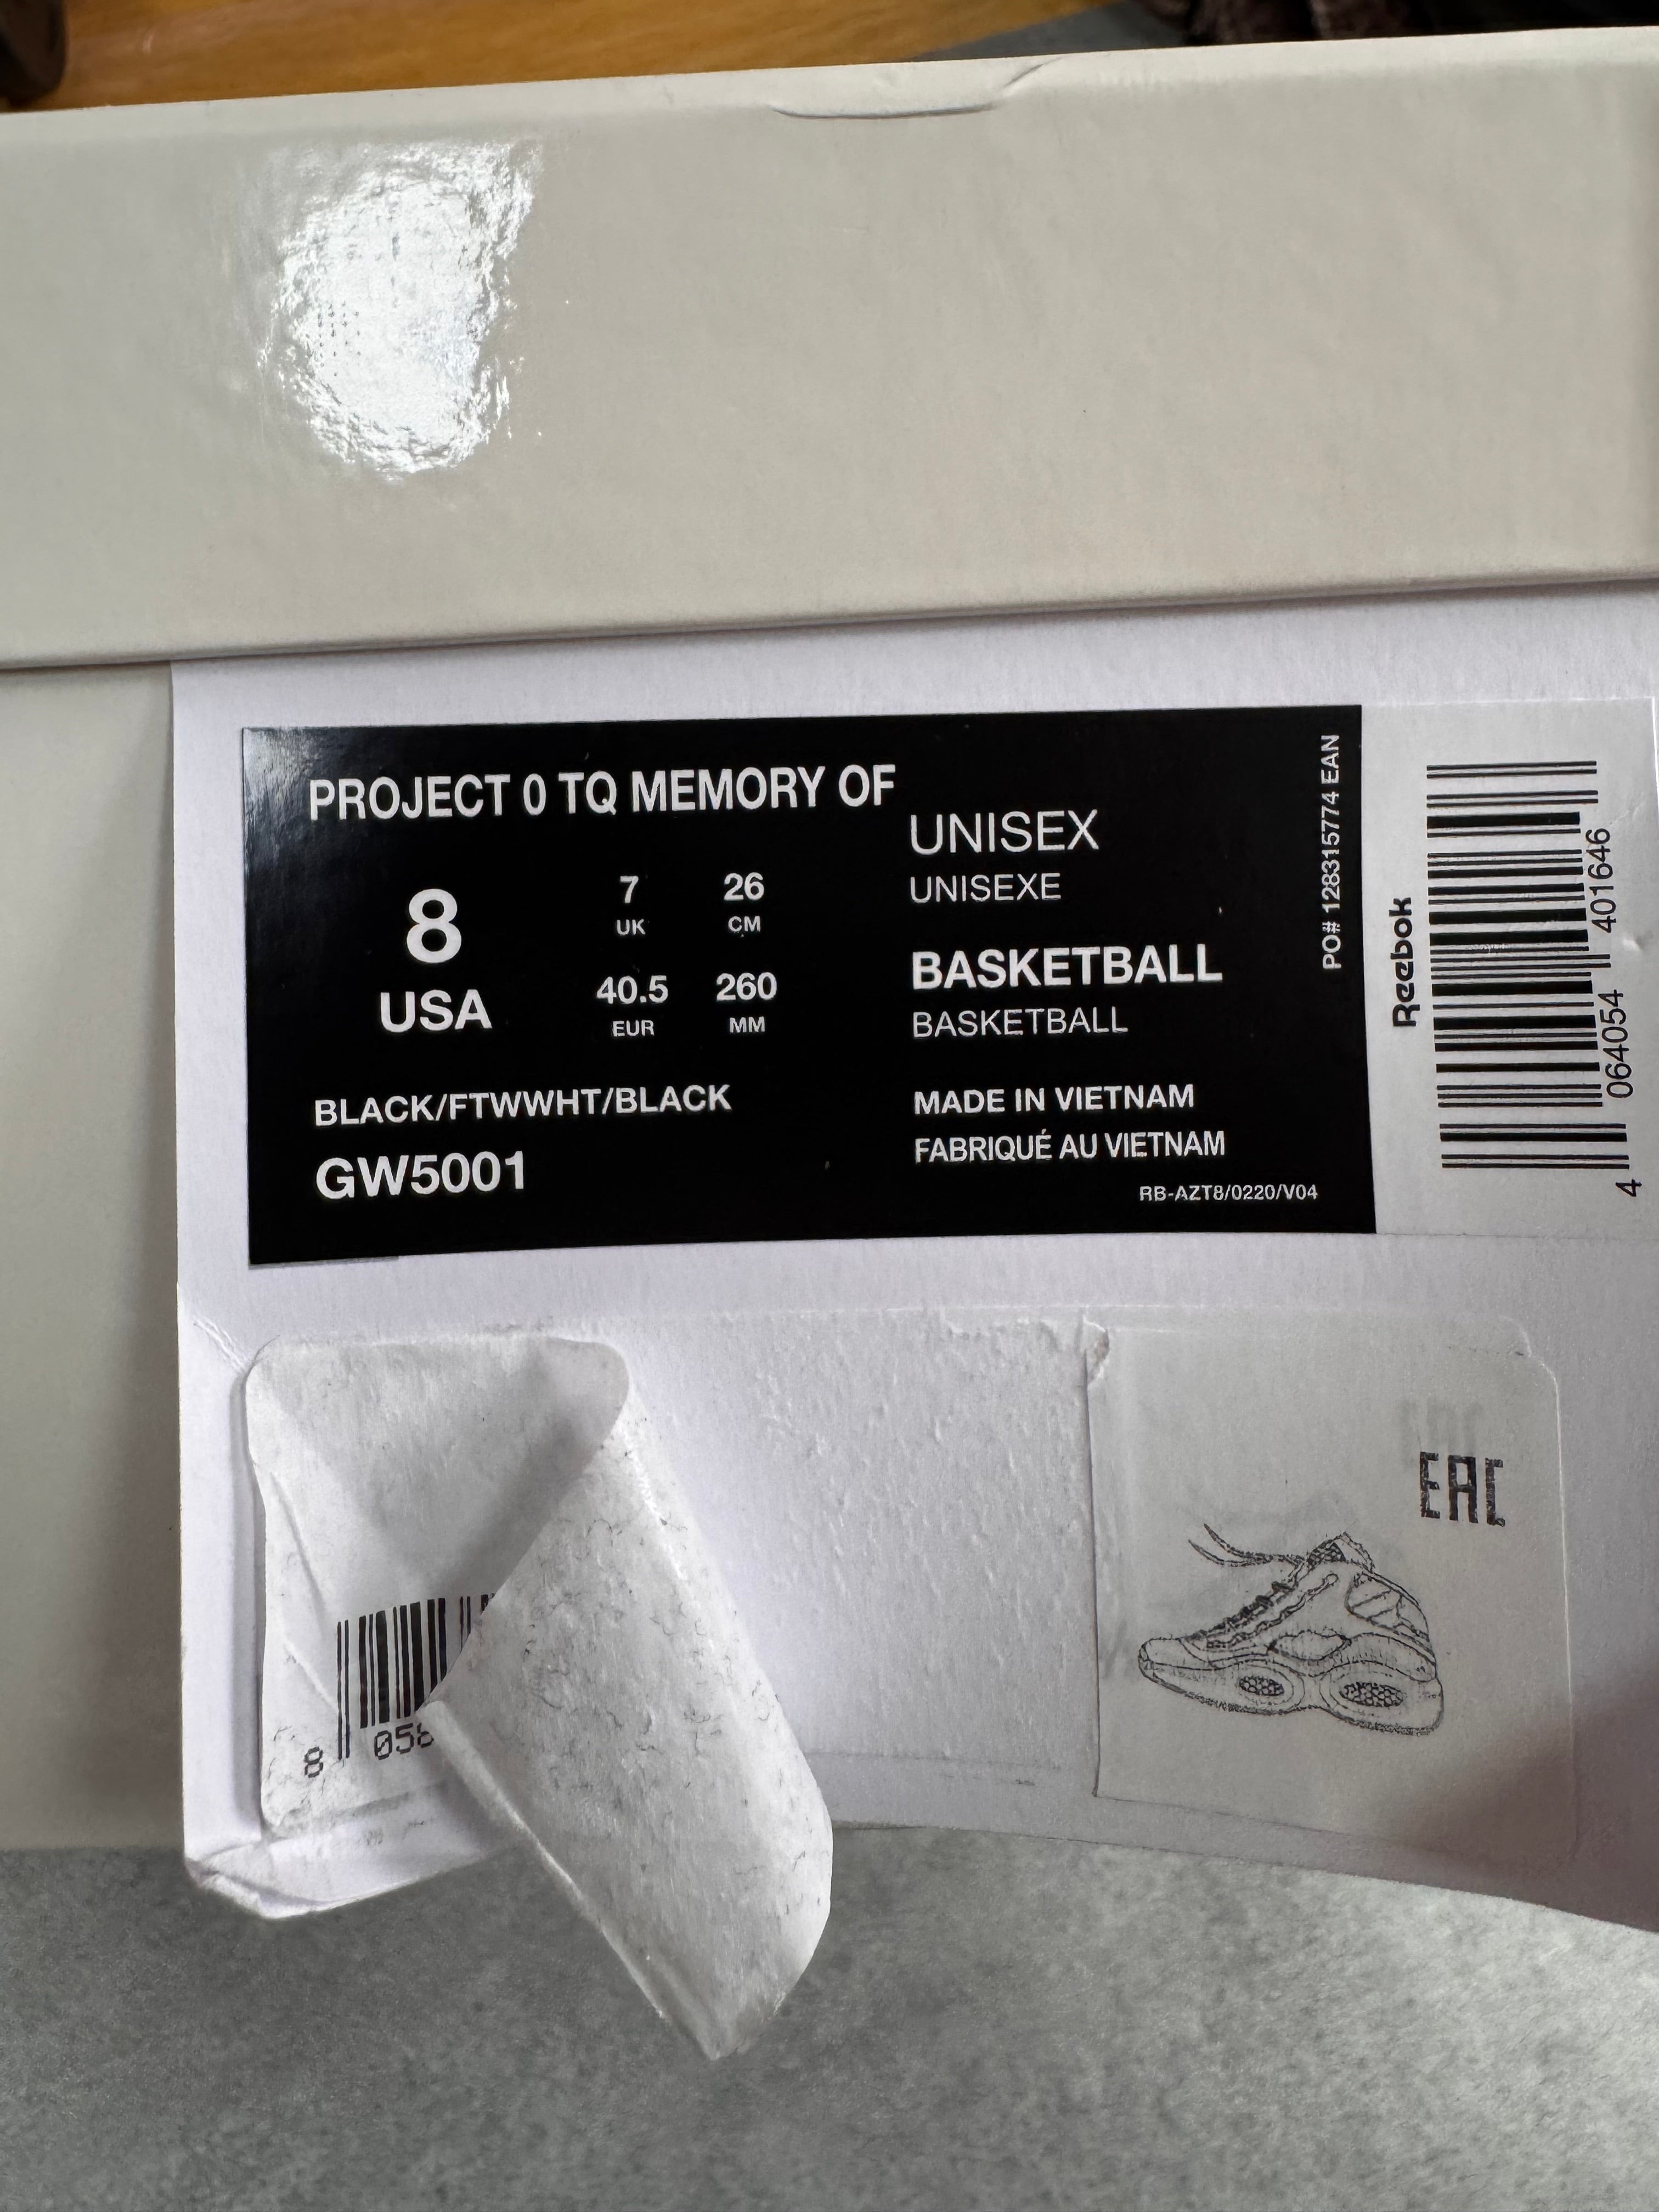 PROJECT 0 TQ MEMORY OF
8
USA
7
UK
26
CM
40.5
EUR
260
MM
BLACK/FTWWHT/BLACK
GW5001
UNISEX
UNISEXE
BASKETBALL
BASKETBALL
MADE IN VIETNAM
FABRIQUÉ AU VIETNAM
RB-AZT8/0220/V04
PO# 128315774 EAN
Reebok
4 064054 401646
EAC
8 058